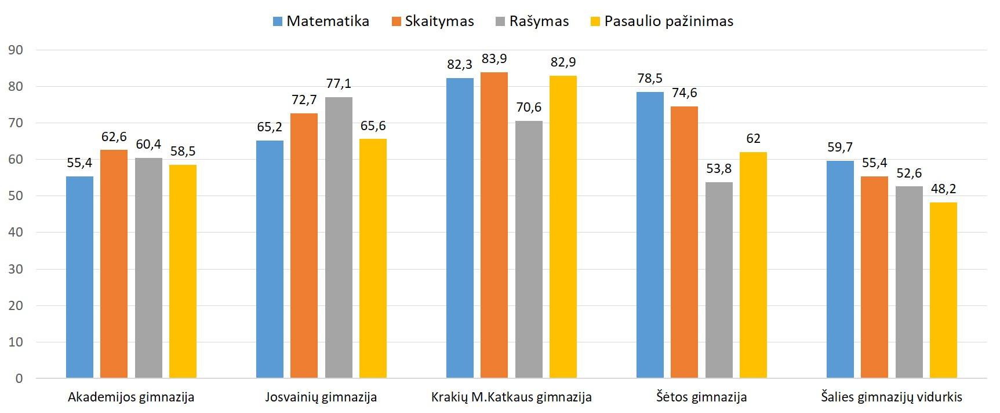 Matematika Skaitymas Rašymas Pasaulio pažinimas
90
80
70
60
50
40
30
20
10
0
55,4 62,6 60,4 58,5
65,2 72,7 77,1 65,6
82,3 83,9 70,6 82,9
78,5 74,6 53,8 62
59,7 55,4 52,6 48,2
Akademijos gimnazija Josvainių gimnazija Krakių M.Katkaus gimnazija Šėtos gimnazija Šalies gimnazijų vidurkis